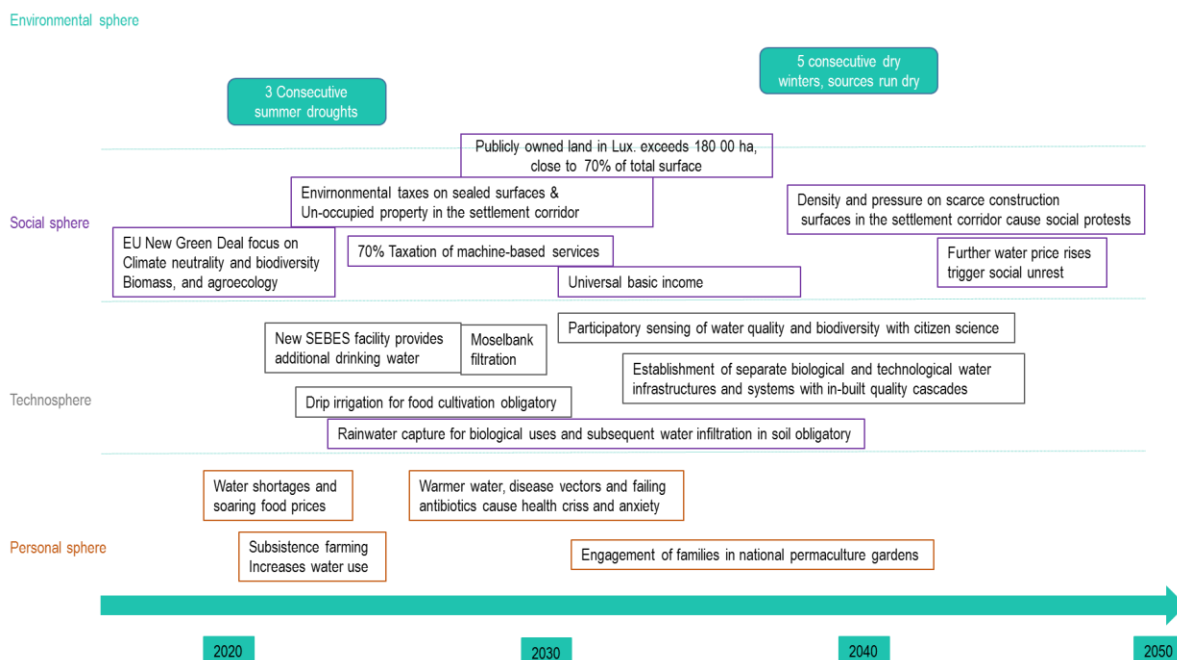 Environmental sphere
5 consecutive dry
winters, sources run dry
3 Consecutive
summer droughts
Publicly owned land in Lux. exceeds 180 00 ha,
close to 70% of total surface
Envirnonmental taxes on sealed surfaces &
Un-occupied property in the settlement corridor
Density and pressure on scarce construction
surfaces in the settlement corridor cause social protests
Social sphere
EU New Green Deal focus on
Climate neutrality and biodiversity
Biomass, and agroecology
70% Taxation of machine-based services
Further water price rises
trigger social unrest
Universal basic income
New SEBES facility provides
additional drinking water
Moselbank
filtration
Participatory sensing of water quality and biodiversity with citizen science
Establishment of separate biological and technological water
infrastructures and systems with in-built quality cascades
Technosphere
Drip irrigation for food cultivation obligatory
Rainwater capture for biological uses and subsequent water infiltration in soil obligatory
Water shortages and
soaring food prices
Warmer water, disease vectors and failing
antibiotics cause health criss and anxiety
Personal sphere
Subsistence farming
Increases water use
Engagement of families in national permaculture gardens
2020
2030
2040
2050